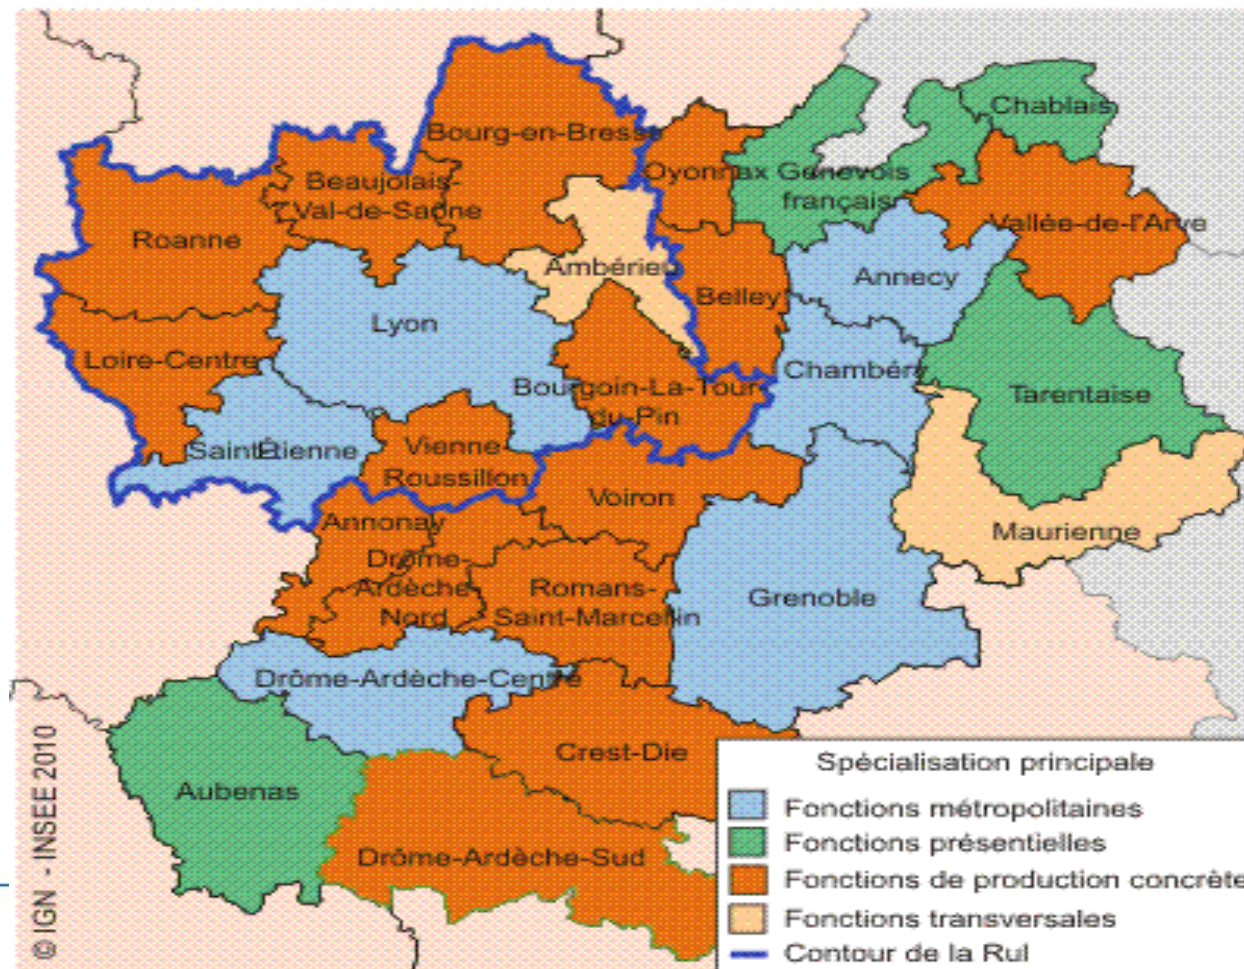 Chablais
Bourg-en-Bresse
Oyonnax
Genevois
français
Beaujolais-
Val-de-Saône
Vallée-de-l'Arve
Roanne
Ambérieu
Annecy
Belley
Lyon
Loire-Centre
Chambéry
Bourgoin-La-Tour-
du-Pin
Tarentaise
Saint-Étienne
Vienne
Roussillon
Voiron
Annonay
Maurienne
Drôme-
Ardèche
Nord
Romans-
Saint-Marcellin
Grenoble
Drôme-Ardèche-Centre
Crest-Die
Aubenas
Drôme-Ardèche-Sud
Spécialisation principale
Fonctions métropolitaines
Fonctions présentielles
Fonctions de production concrète
Fonctions transversales
Contour de la Rul
© IGN - INSEE 2010